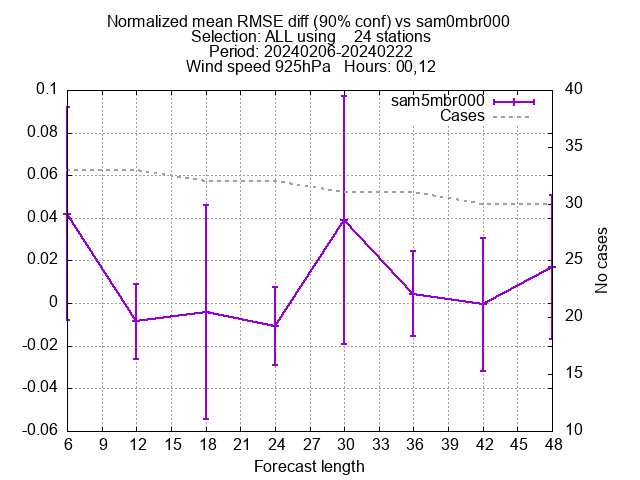 Normalized mean RMSE diff (90% conf) vs sam0mbr000
Selection: ALL using    24 stations
Period: 20240206-20240222
Wind speed 925hPa   Hours: 00,12
sam5mbr000
Cases
0.1
0.08
0.06
0.04
0.02
0
-0.02
-0.04
-0.06
40
35
30
25
20
15
10
No cases
6 9 12 15 18 21 24 27 30 33 36 39 42 45 48
Forecast length